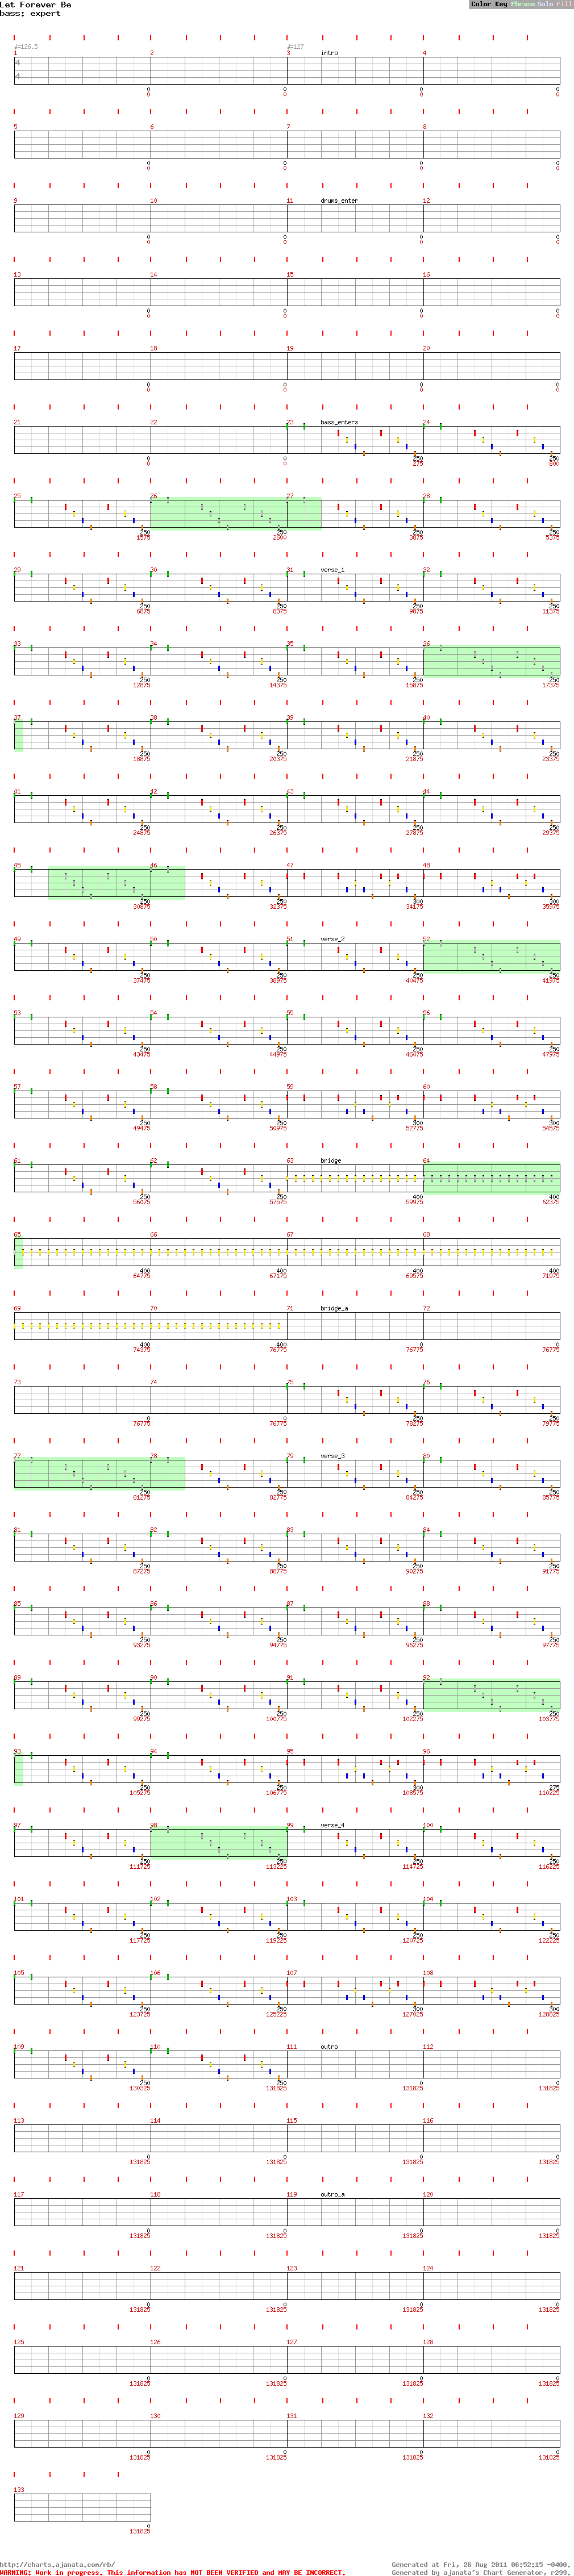 Let Forever Be
bass: expert
Color Key Phrase Solo Fill
♩=126.5 ♩=127
1 2 3 intro 4
4
4
0 0 0 0
0 0 0 0
5 6 7 8
0 0 0 0
0 0 0 0
9 10 11 drums_enter 12
0 0 0 0
0 0 0 0
13 14 15 16
0 0 0 0
0 0 0 0
17 18 19 20
0 0 0 0
0 0 0 0
21 22 23 bass_enters 24
0 0 250 250
0 0 275 800
25 26 27 28
250 250 250 250
1575 2600 3875 5375
29 30 31 verse_1 32
250 250 250 250
6875 8375 9875 11375
33 34 35 36
250 250 250 250
12875 14375 15875 17375
37 38 39 40
250 250 250 250
18875 20375 21875 23375
41 42 43 44
250 250 250 250
24875 26375 27875 29375
45 46 47 48
250 250 300 300
30875 32375 34175 35975
49 50 51 verse_2 52
250 250 250 250
37475 38975 40475 41975
53 54 55 56
250 250 250 250
43475 44975 46475 47975
57 58 59 60
250 250 300 300
49475 50975 52775 54575
61 62 63 bridge 64
250 250 400 400
56075 57575 59975 62375
65 66 67 68
400 400 400 400
64775 67175 69575 71975
69 70 71 bridge_a 72
400 400 0 0
74375 76775 76775 76775
73 74 75 76
0 0 250 250
76775 76775 78275 79775
77 78 79 verse_3 80
250 250 250 250
81275 82775 84275 85775
81 82 83 84
250 250 250 250
87275 88775 90275 91775
85 86 87 88
250 250 250 250
93275 94775 96275 97775
89 90 91 92
250 250 250 250
99275 100775 102275 103775
93 94 95 96
250 250 300 275
105275 106775 108575 110225
97 98 99 verse_4 100
250 250 250 250
111725 113225 114725 116225
101 102 103 104
250 250 250 250
117725 119225 120725 122225
105 106 107 108
250 250 300 300
123725 125225 127025 128825
109 110 111 outro 112
250 250 0 0
130325 131825 131825 131825
113 114 115 116
0 0 0 0
131825 131825 131825 131825
117 118 119 outro_a 120
0 0 0 0
131825 131825 131825 131825
121 122 123 124
0 0 0 0
131825 131825 131825 131825
125 126 127 128
0 0 0 0
131825 131825 131825 131825
129 130 131 132
0 0 0 0
131825 131825 131825 131825
133
0
131825
http://charts.ajanata.com/rb/ Generated at Fri, 26 Aug 2011 06:52:15 -0400.
WARNING: Work in progress. This information has NOT BEEN VERIFIED and MAY BE INCORRECT. Generated by ajanata's Chart Generator, r299.